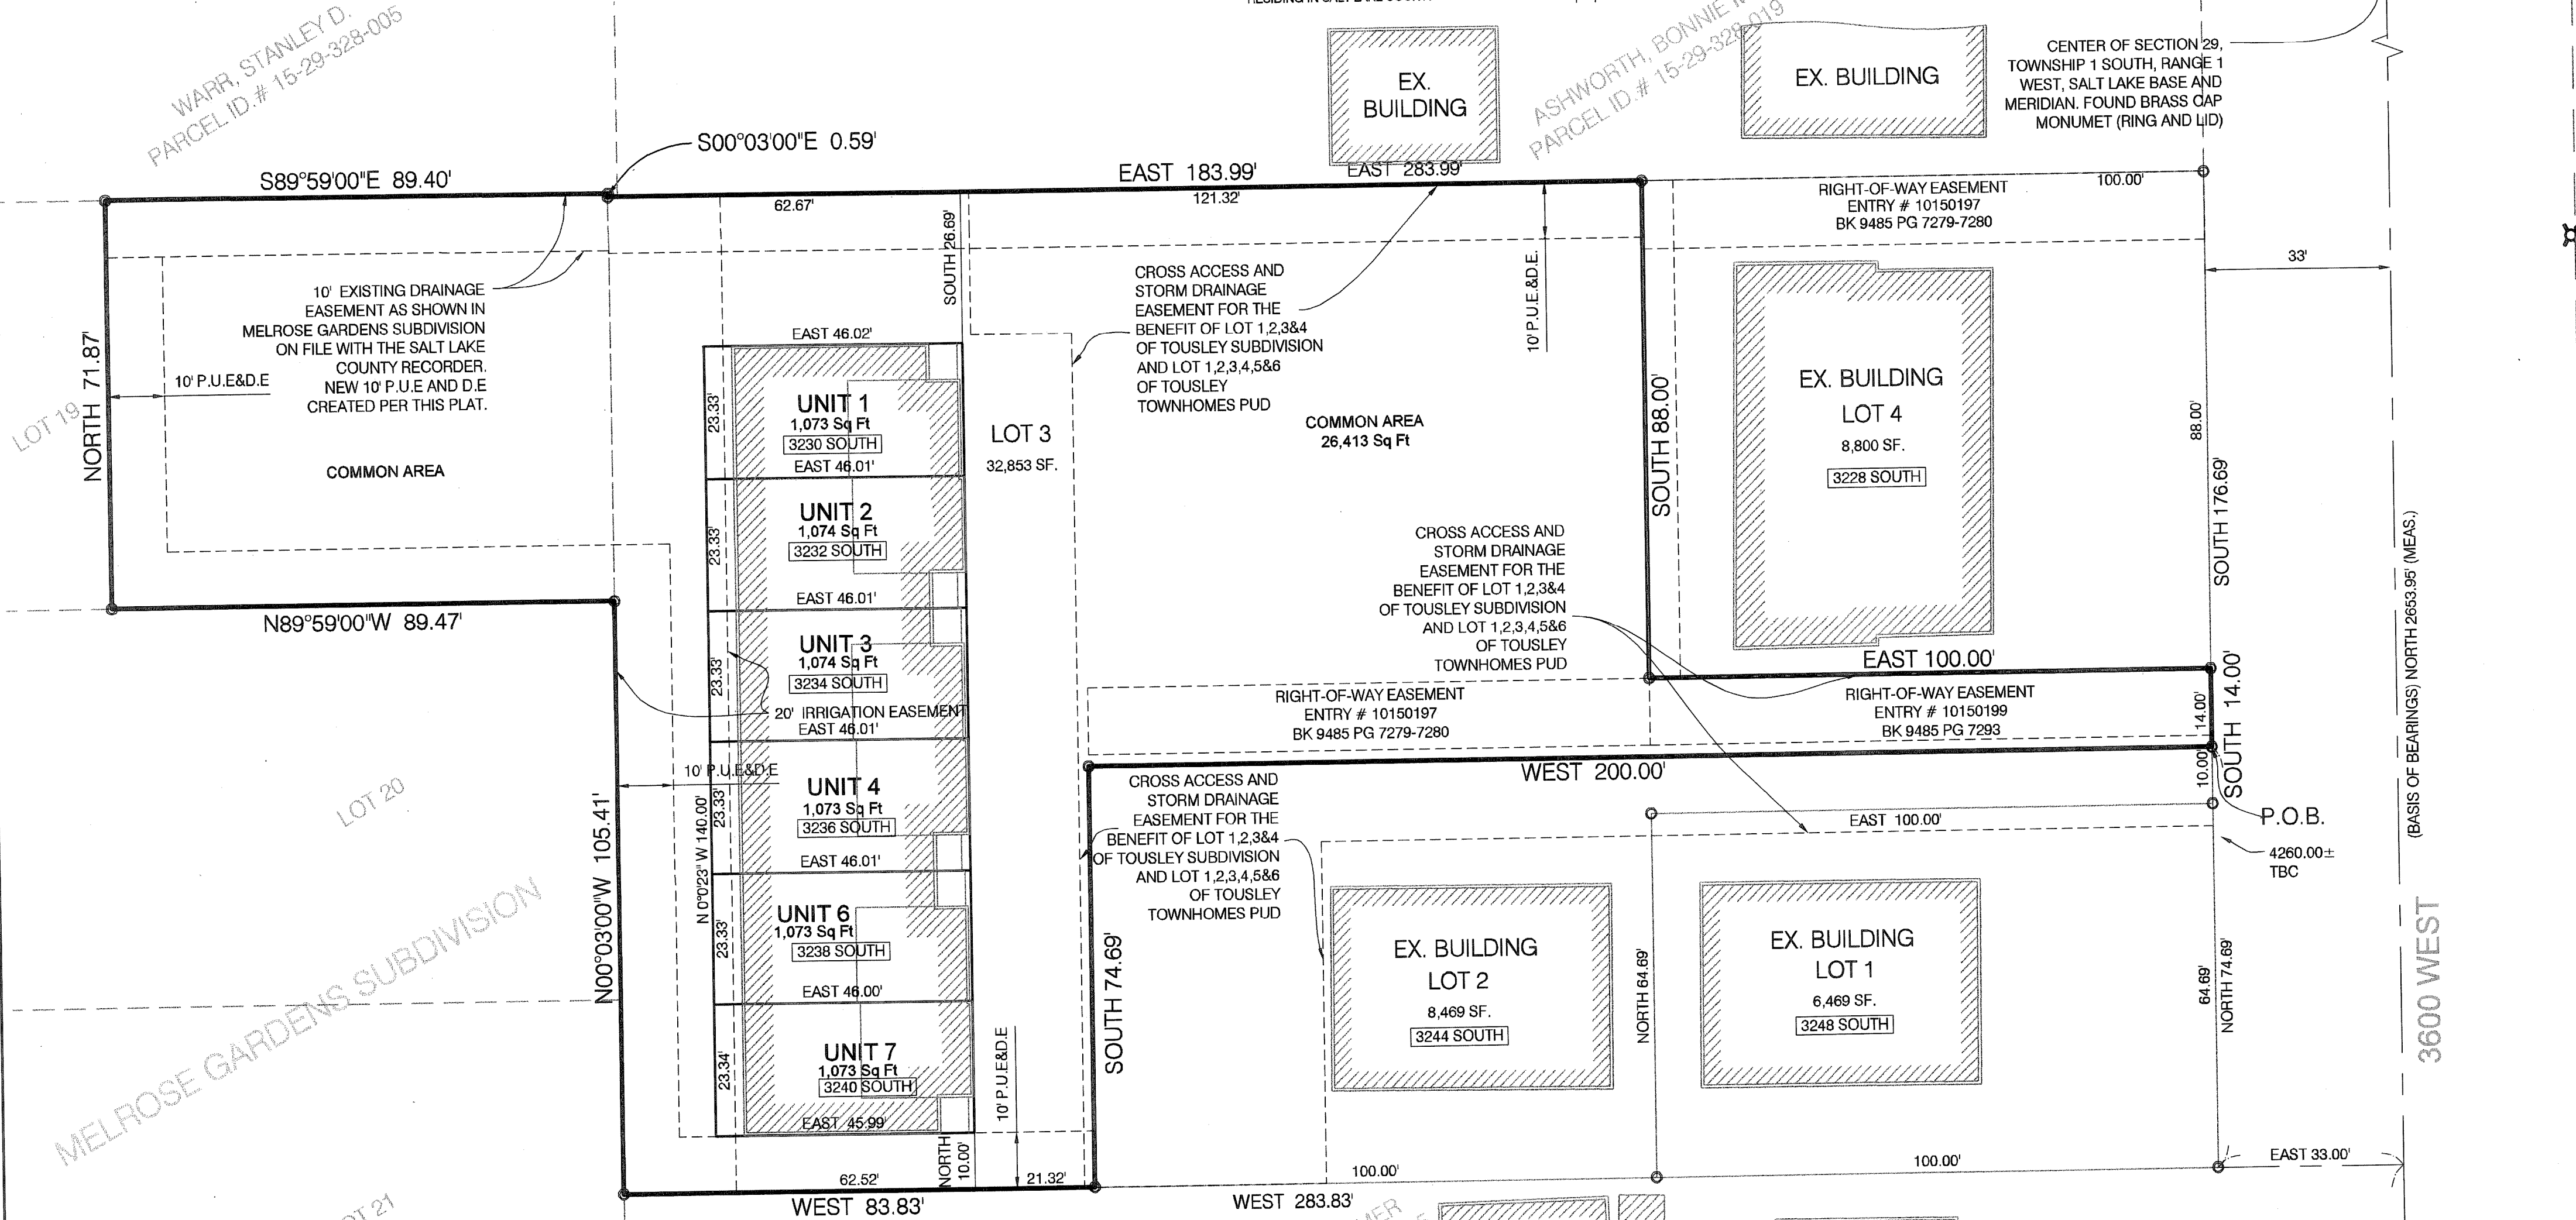 WARR, STANLEY D.
PARCEL ID.# 15-29-328-005
ASHWORTH, BONNIE
PARCEL ID.# 15-29-328-019
EX.
BUILDING
EX. BUILDING
CENTER OF SECTION 29,
TOWNSHIP 1 SOUTH, RANGE 1
WEST, SALT LAKE BASE AND
MERIDIAN. FOUND BRASS CAP
MONUMET (RING AND LID)
S00°03'00"E 0.59'
S89°59'00"E 89.40'
EAST 183.99'
EAST 283.99'
62.67'
121.32'
100.00'
RIGHT-OF-WAY EASEMENT
ENTRY # 10150197
BK 9485 PG 7279-7280
33'
SOUTH 26.69'
10' P.U.E.&D.E.
10' EXISTING DRAINAGE
EASEMENT AS SHOWN IN
MELROSE GARDENS SUBDIVISION
ON FILE WITH THE SALT LAKE
COUNTY RECORDER.
NEW 10' P.U.E AND D.E
CREATED PER THIS PLAT.
10' P.U.E&D.E
NORTH 71.87'
LOT 19
COMMON AREA
N89°59'00"W 89.47'
CROSS ACCESS AND
STORM DRAINAGE
EASEMENT FOR THE
BENEFIT OF LOT 1,2,3&4
OF TOUSLEY SUBDIVISION
AND LOT 1,2,3,4,5&6
OF TOUSLEY
TOWNHOMES PUD
COMMON AREA
26,413 Sq Ft
LOT 3
32,853 SF.
EAST 46.02'
UNIT 1
1,073 Sq Ft
3230 SOUTH
EAST 46.01'
23.33'
UNIT 2
1,074 Sq Ft
3232 SOUTH
EAST 46.01'
23.33'
UNIT 3
1,074 Sq Ft
3234 SOUTH
23.33'
20' IRRIGATION EASEMENT
EAST 46.01'
10' P.U.E&D.E
UNIT 4
1,073 Sq Ft
3236 SOUTH
EAST 46.01'
23.33'
N 0°0'23" W 140.00'
UNIT 6
1,073 Sq Ft
3238 SOUTH
EAST 46.00'
23.33'
UNIT 7
1,073 Sq Ft
3240 SOUTH
EAST 45.99'
23.34'
SOUTH 88.00'
EX. BUILDING
LOT 4
8,800 SF.
3228 SOUTH
88.00'
SOUTH 176.69'
EAST 100.00'
CROSS ACCESS AND
STORM DRAINAGE
EASEMENT FOR THE
BENEFIT OF LOT 1,2,3&4
OF TOUSLEY SUBDIVISION
AND LOT 1,2,3,4,5&6
OF TOUSLEY
TOWNHOMES PUD
RIGHT-OF-WAY EASEMENT
ENTRY # 10150197
BK 9485 PG 7279-7280
RIGHT-OF-WAY EASEMENT
ENTRY # 10150199
BK 9485 PG 7293
14.00'
SOUTH 14.00'
10.00'
WEST 200.00'
P.O.B.
EAST 100.00'
4260.00±
TBC
(BASIS OF BEARINGS) NORTH 2653.95' (MEAS.)
3600 WEST
CROSS ACCESS AND
STORM DRAINAGE
EASEMENT FOR THE
BENEFIT OF LOT 1,2,3&4
OF TOUSLEY SUBDIVISION
AND LOT 1,2,3,4,5&6
OF TOUSLEY
TOWNHOMES PUD
SOUTH 74.69'
EX. BUILDING
LOT 2
8,469 SF.
3244 SOUTH
NORTH 64.69'
EX. BUILDING
LOT 1
6,469 SF.
3248 SOUTH
64.69'
NORTH 74.69'
LOT 20
N00°03'00"W 105.41'
MELROSE GARDENS SUBDIVISION
10' P.U.E&D.E
NORTH
10.00'
62.52'
21.32'
100.00'
100.00'
EAST 33.00'
WEST 83.83'
WEST 283.83'